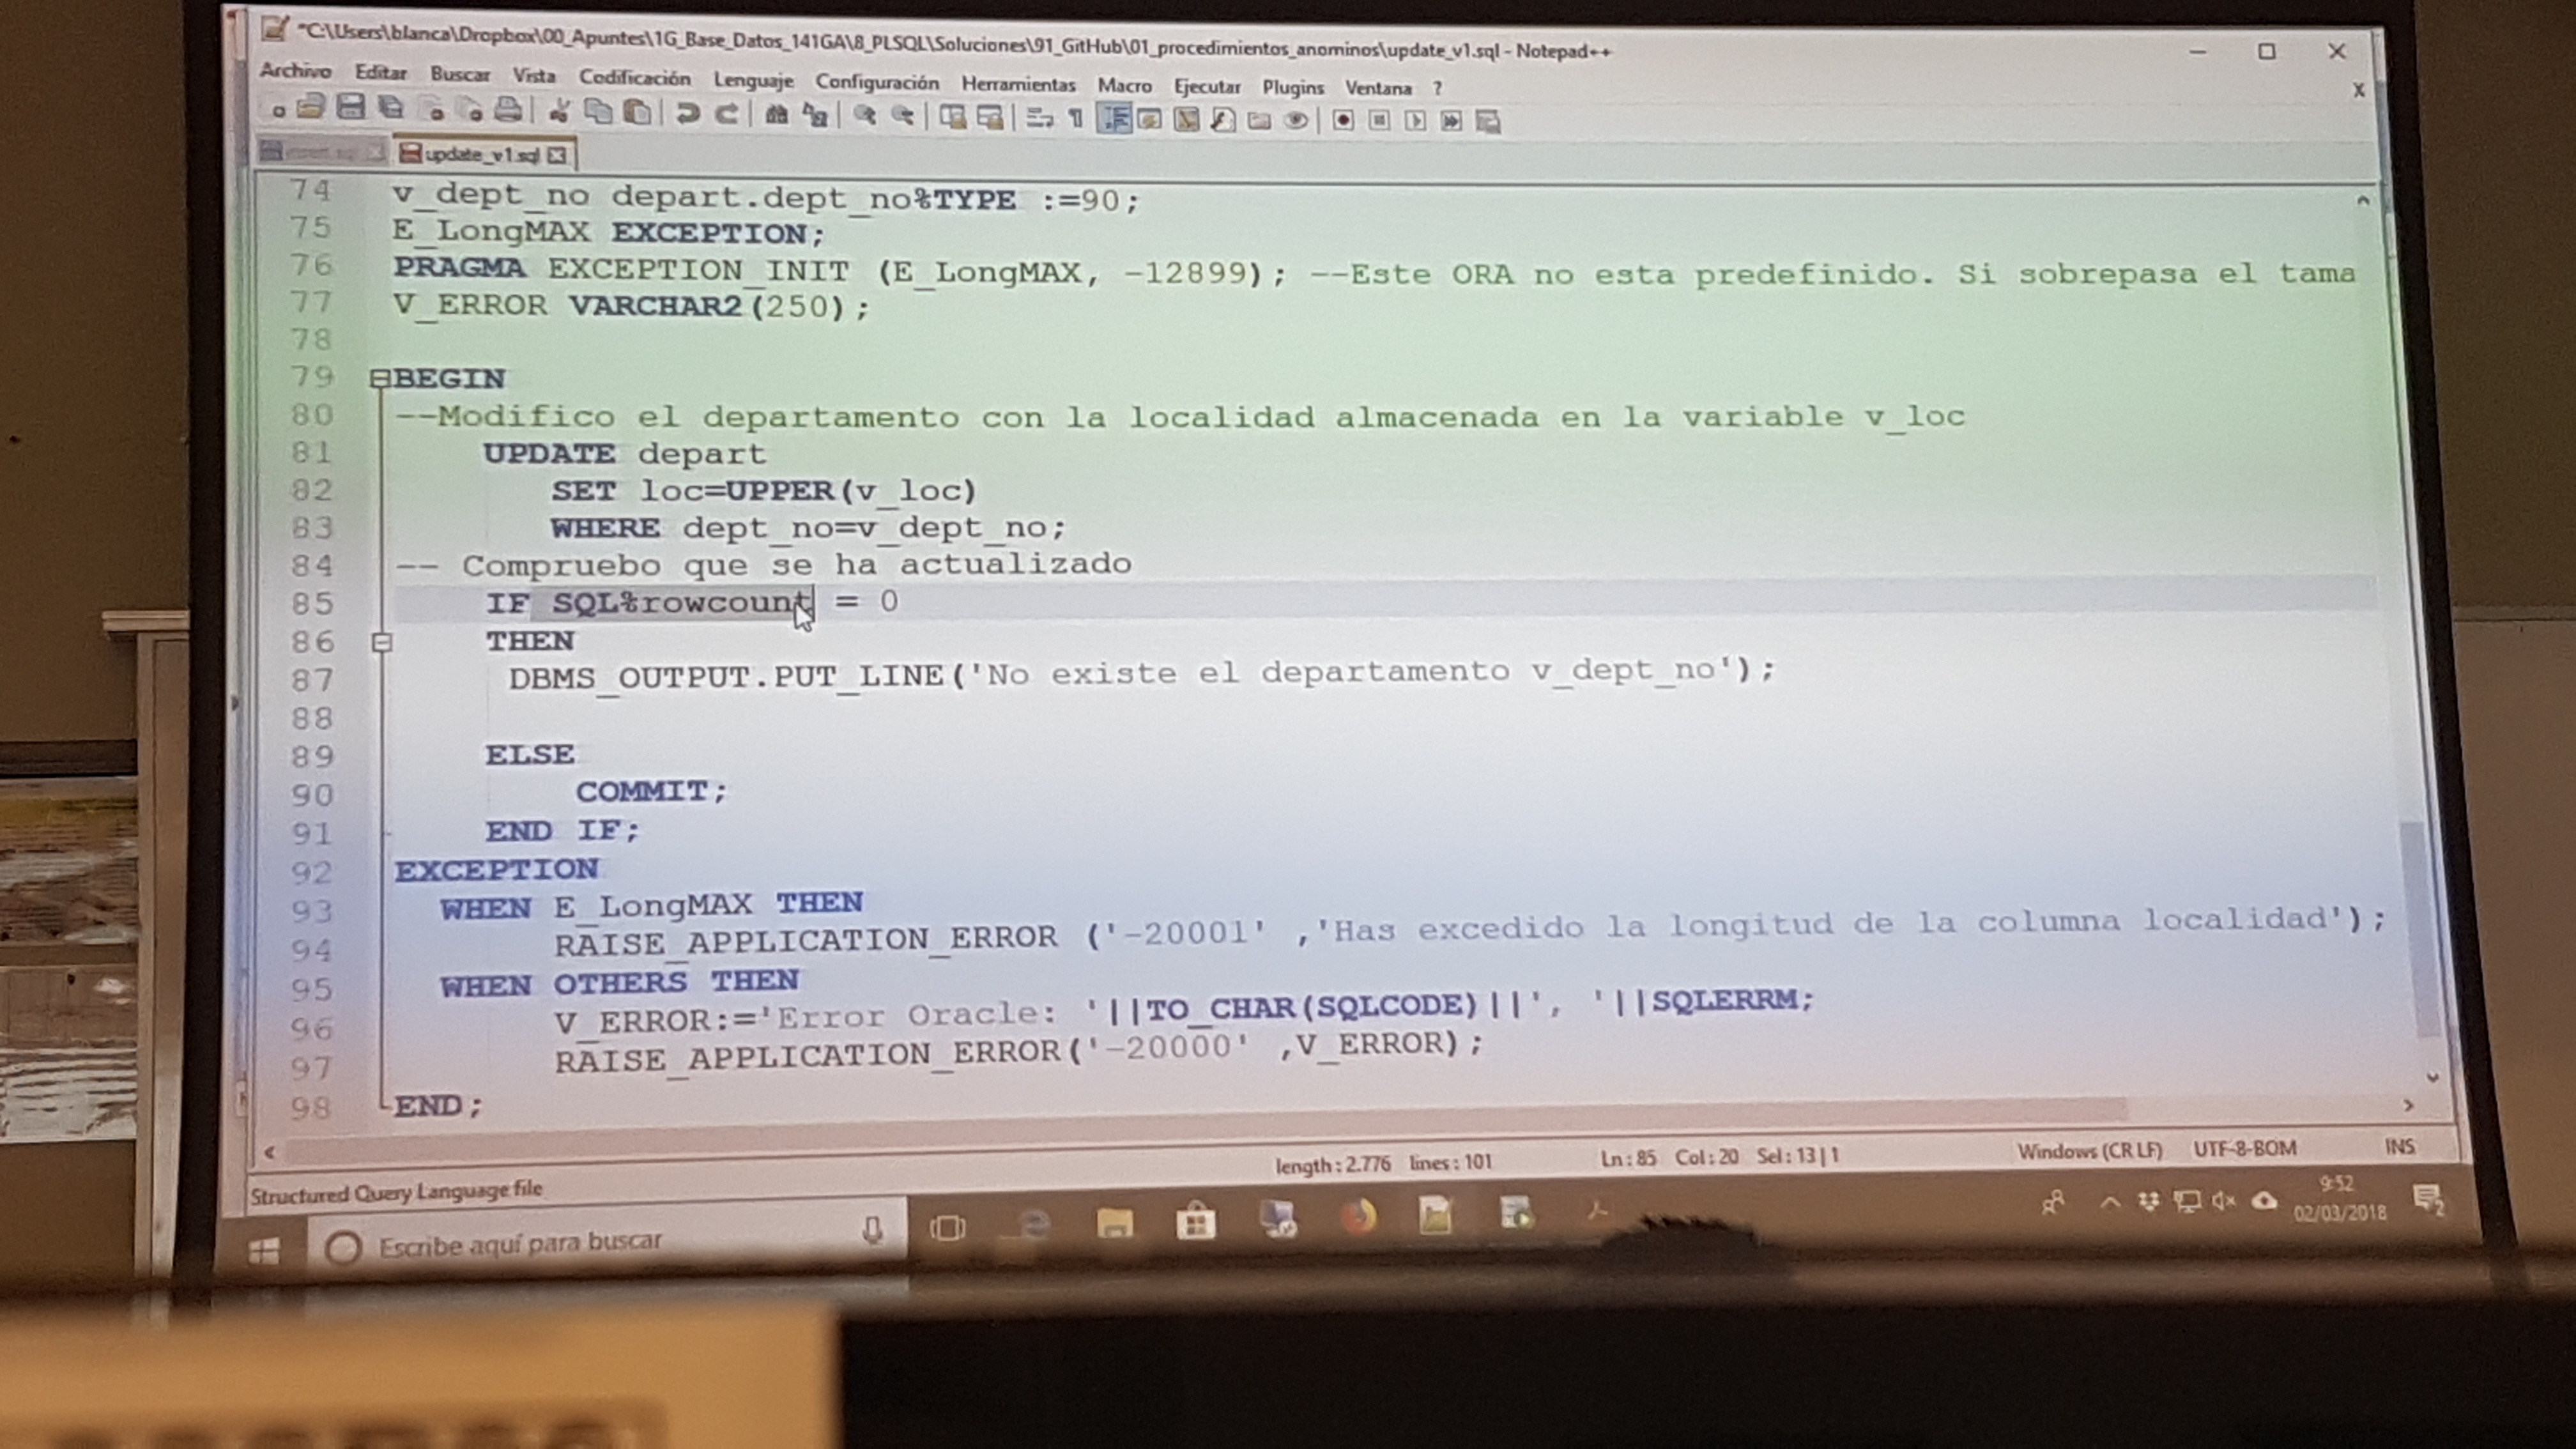 *C:\Users\blanca\Dropbox\00_Apuntes\1G_Base_Datos_141GA\8_PLSQL\Soluciones\91_GitHub\01_procedimientos_anominos\update_v1.sql - Notepad++
Archivo Editar Buscar Vista Codificación Lenguaje Configuración Herramientas Macro Ejecutar Plugins Ventana ?
X
update_v1.sql
74 v_dept_no depart.dept_no%TYPE :=90;
75 E_LongMAX EXCEPTION;
76 PRAGMA EXCEPTION_INIT (E_LongMAX, -12899); --Este ORA no esta predefinido. Si sobrepasa el tama
77 V_ERROR VARCHAR2(250);
78
79 BEGIN
80 --Modifico el departamento con la localidad almacenada en la variable v_loc
81 UPDATE depart
82 SET loc=UPPER(v_loc)
83 WHERE dept_no=v_dept_no;
84 -- Compruebo que se ha actualizado
85 IF SQL%rowcount = 0
86 THEN
87 DBMS_OUTPUT.PUT_LINE('No existe el departamento v_dept_no');
88
89 ELSE
90 COMMIT;
91 END IF;
92 EXCEPTION
93 WHEN E_LongMAX THEN
94 RAISE_APPLICATION_ERROR ('-20001' ,'Has excedido la longitud de la columna localidad');
95 WHEN OTHERS THEN
96 V_ERROR:='Error Oracle: '||TO_CHAR(SQLCODE)||', '||SQLERRM;
97 RAISE_APPLICATION_ERROR('-20000' ,V_ERROR);
98 END;
Structured Query Language file length : 2.776 lines : 101 Ln : 85 Col : 20 Sel : 13 | 1 Windows (CR LF) UTF-8-BOM INS
Escribe aquí para buscar
9:52
02/03/2018
2